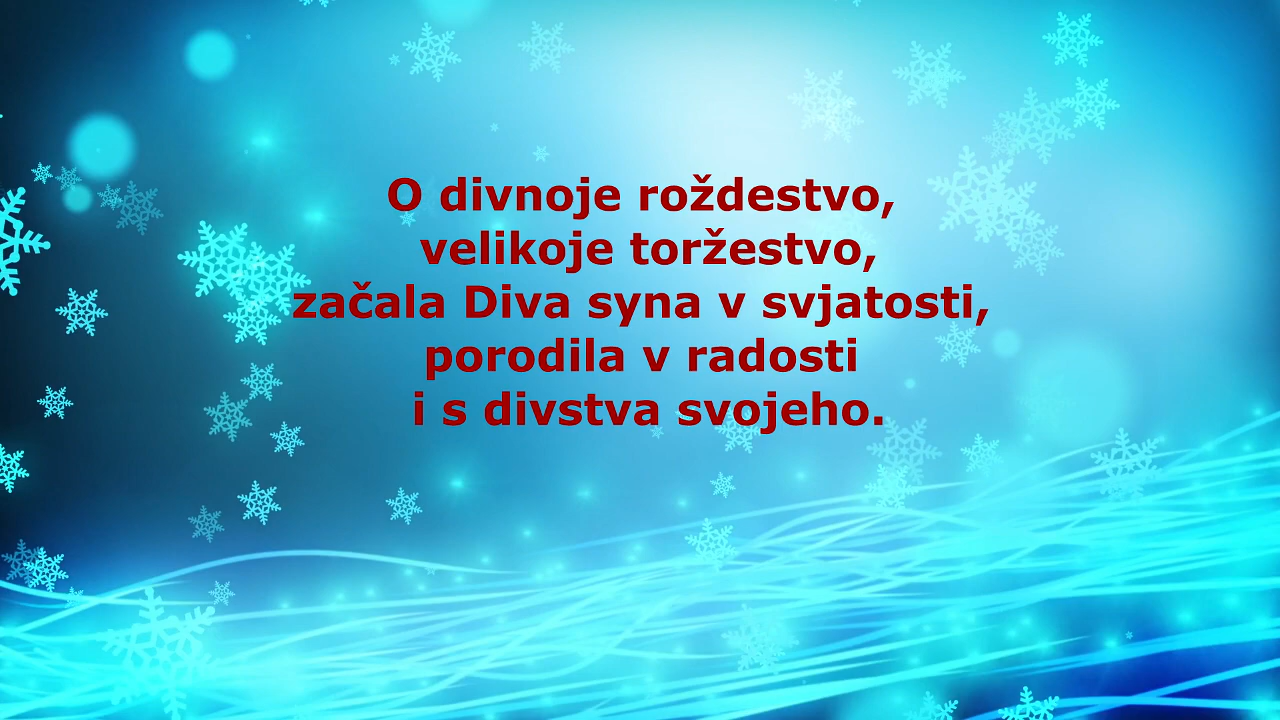 O divnoje roždestvo,
velikoje toržestvo,
začala Diva syna v svjatosti,
porodila v radosti
i s divstva svojeho.